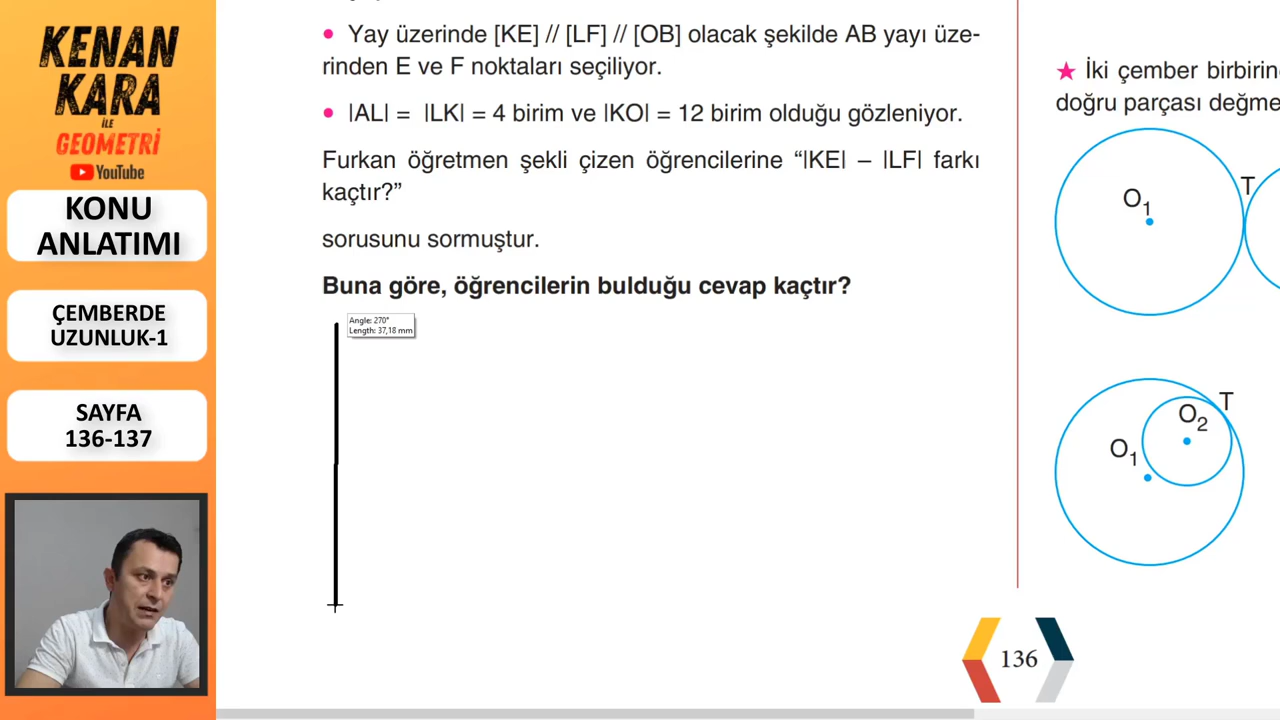 KENAN
KARA
İLE
GEOMETRİ
YouTube
KONU
ANLATIMI
ÇEMBERDE
UZUNLUK-1
SAYFA
136-137
• Yay üzerinde [KE] // [LF] // [OB] olacak şekilde AB yayı üze-
rinden E ve F noktaları seçiliyor.
• |AL| = |LK| = 4 birim ve |KO| = 12 birim olduğu gözleniyor.
Furkan öğretmen şekli çizen öğrencilerine “|KE| – |LF| farkı
kaçtır?”
sorusunu sormuştur.
Buna göre, öğrencilerin bulduğu cevap kaçtır?
Angle: 270°
Length: 37,18 mm
★ İki çember birbirin
doğru parçası değme
T
O1
T
O2
O1
136